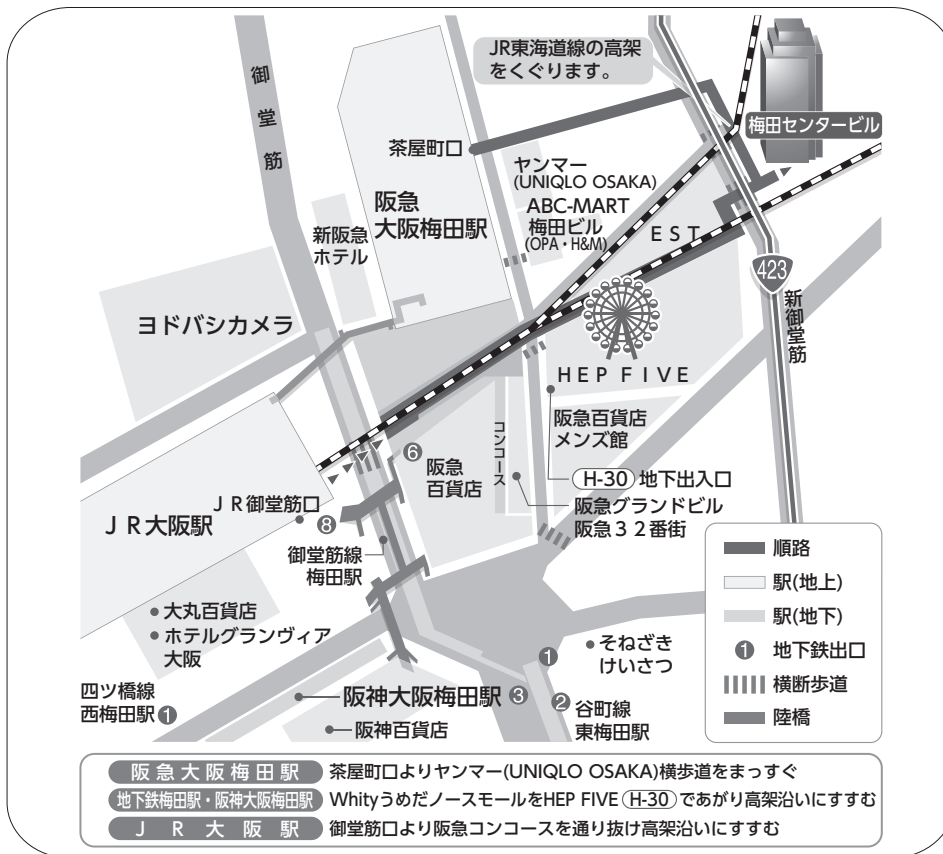 JR東海道線の高架
をくぐります。
御堂筋
梅田センタービル
茶屋町口
ヤンマー
(UNIQLO OSAKA)
ABC-MART
梅田ビル
(OPA・H&M)
EST
阪急
大阪梅田駅
新阪急
ホテル
423
新御堂筋
ヨドバシカメラ
HEP FIVE
阪急百貨店
メンズ館
コンコース
6
阪急
百貨店
H-30 地下出入口
阪急グランドビル
阪急32番街
JR大阪駅
JR御堂筋口
8
御堂筋線
梅田駅
大丸百貨店
ホテルグランヴィア
大阪
1
そねざき
けいさつ
四ツ橋線
西梅田駅 1
阪神大阪梅田駅 3
阪神百貨店
2 谷町線
東梅田駅
順路
駅(地上)
駅(地下)
1 地下鉄出口
横断歩道
陸橋
阪急大阪梅田駅 茶屋町口よりヤンマー(UNIQLO OSAKA)横歩道をまっすぐ
地下鉄梅田駅・阪神大阪梅田駅 WhityうめだノースモールをHEP FIVE H-30 であがり高架沿いにすすむ
JR大阪駅 御堂筋口より阪急コンコースを通り抜け高架沿いにすすむ